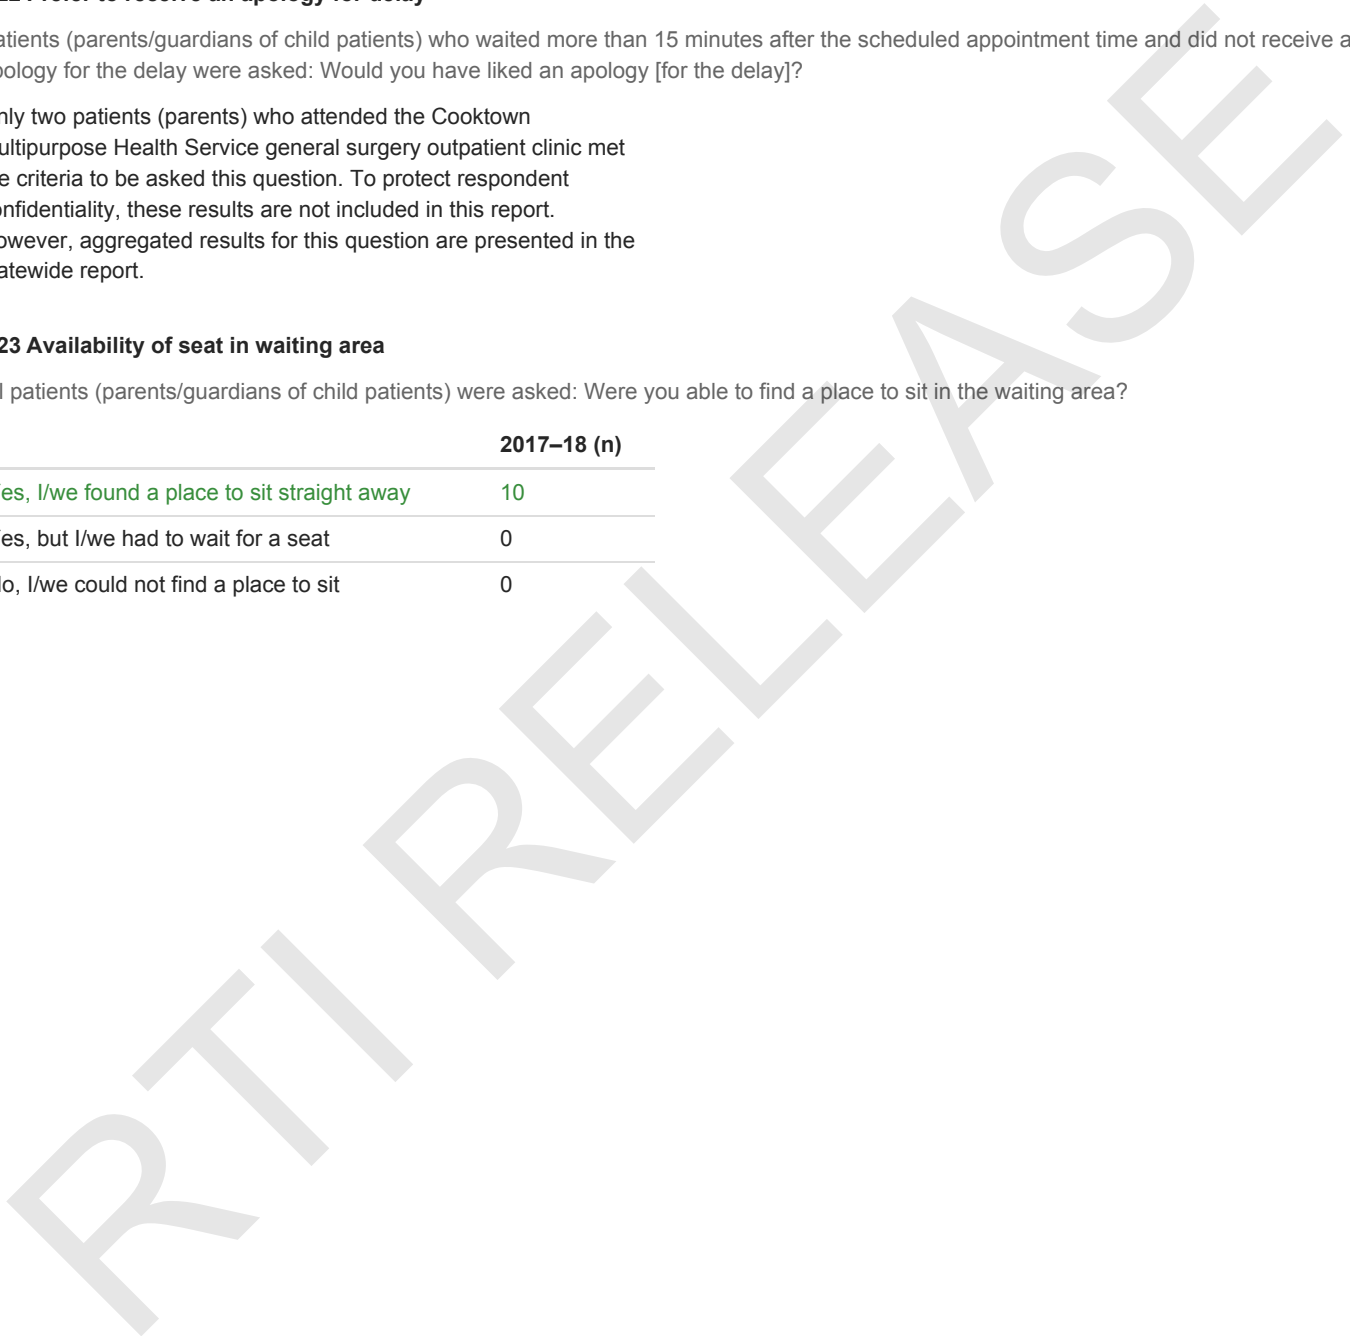 atients (parents/guardians of child patients) who waited more than 15 minutes after the scheduled appointment time and did not receive a
pology for the delay were asked: Would you have liked an apology [for the delay]?
nly two patients (parents) who attended the Cooktown
ultipurpose Health Service general surgery outpatient clinic met
e criteria to be asked this question. To protect respondent
onfidentiality, these results are not included in this report.
owever, aggregated results for this question are presented in the
atewide report.
23 Availability of seat in waiting area
l patients (parents/guardians of child patients) were asked: Were you able to find a place to sit in the waiting area?
2017–18 (n)
es, I/we found a place to sit straight away 10
es, but I/we had to wait for a seat 0
lo, I/we could not find a place to sit 0
RTI RELEASE